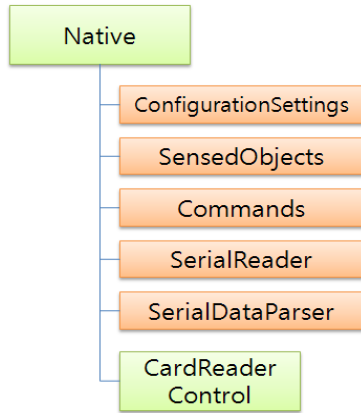 Native
ConfigurationSettings
SensedObjects
Commands
SerialReader
SerialDataParser
CardReader
Control